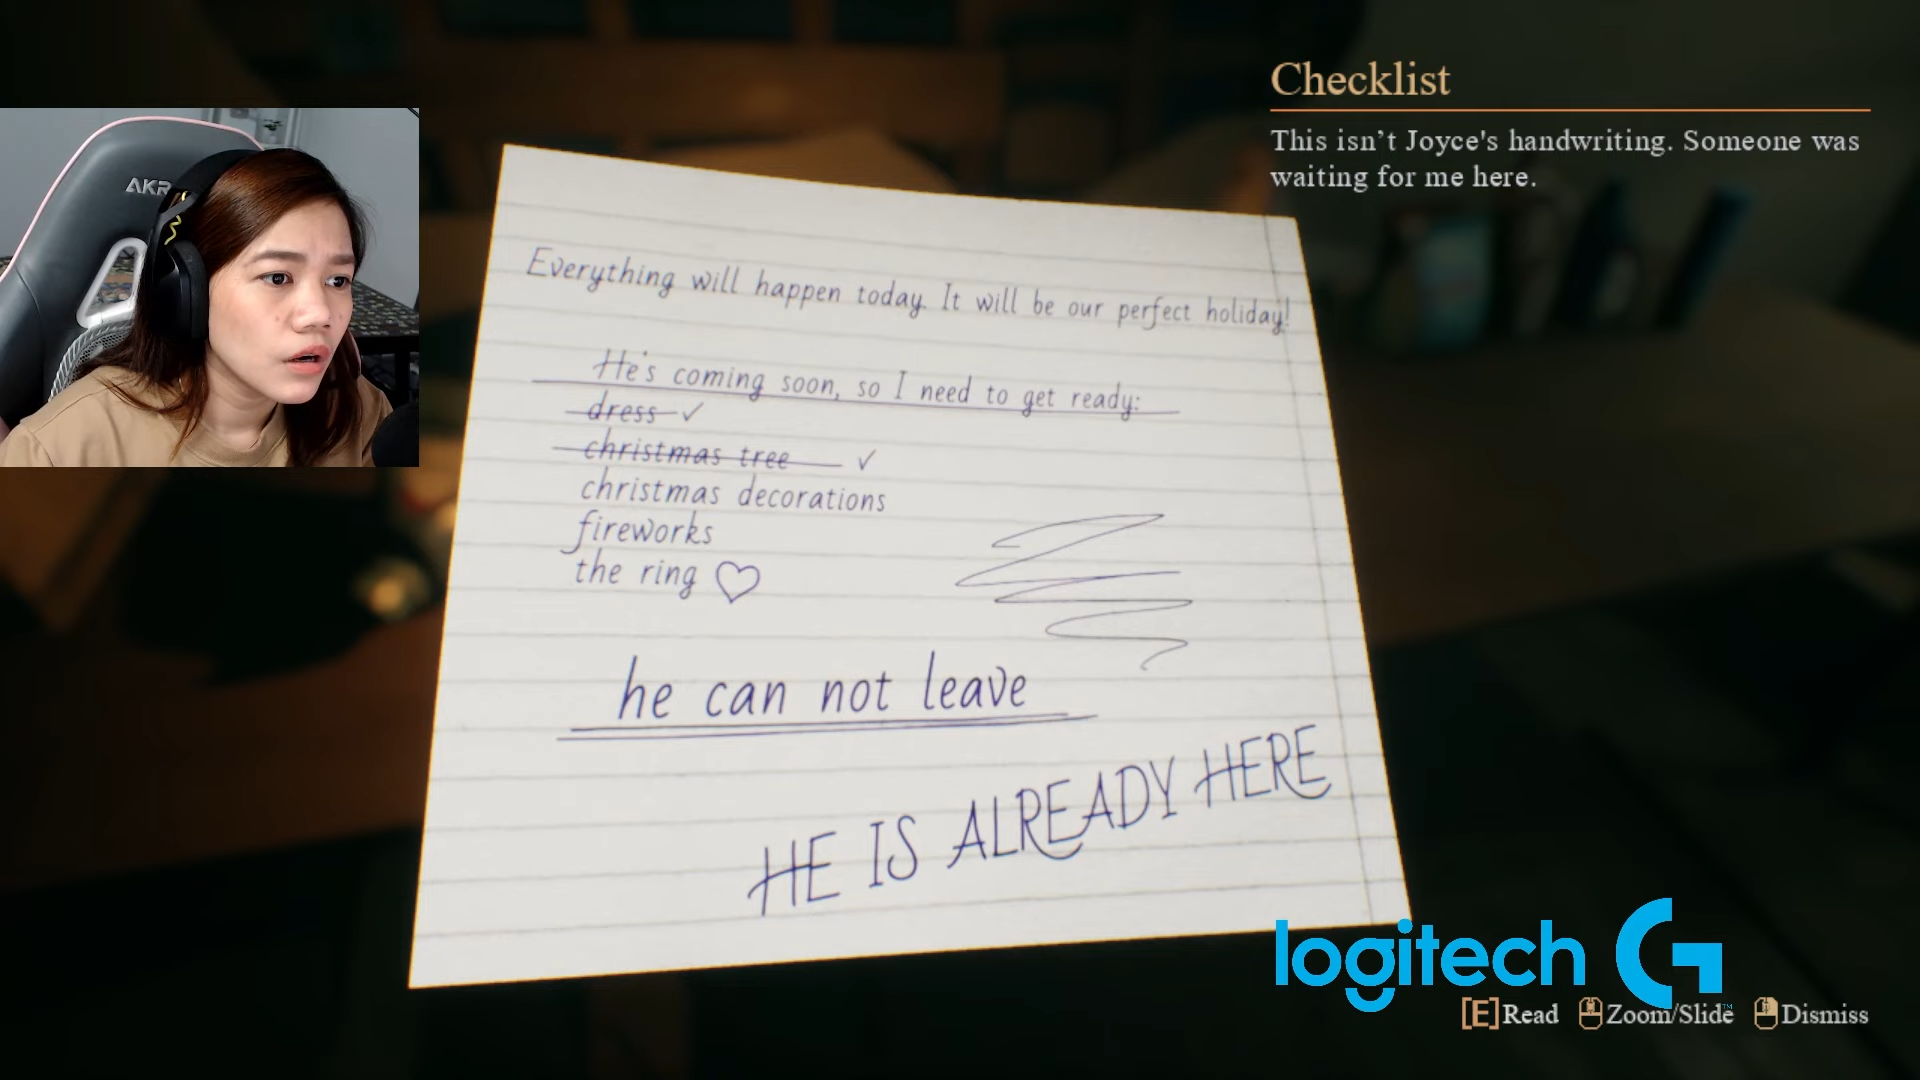 Checklist
This isn’t Joyce's handwriting. Someone was
waiting for me here.
AKR
Everything will happen today. It will be our perfect holiday!
He's coming soon, so I need to get ready:
dress ✓
christmas tree ✓
christmas decorations
fireworks
the ring ♡
he can not leave
HE IS ALREADY HERE
logitech G
[E]Read Zoom/Slide Dismiss